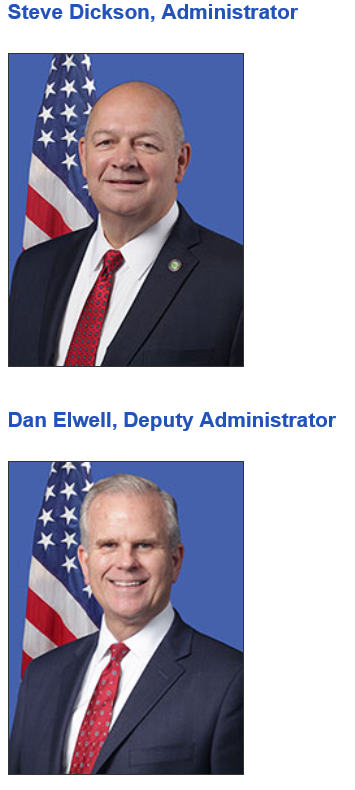 Steve Dickson, Administrator
Dan Elwell, Deputy Administrator